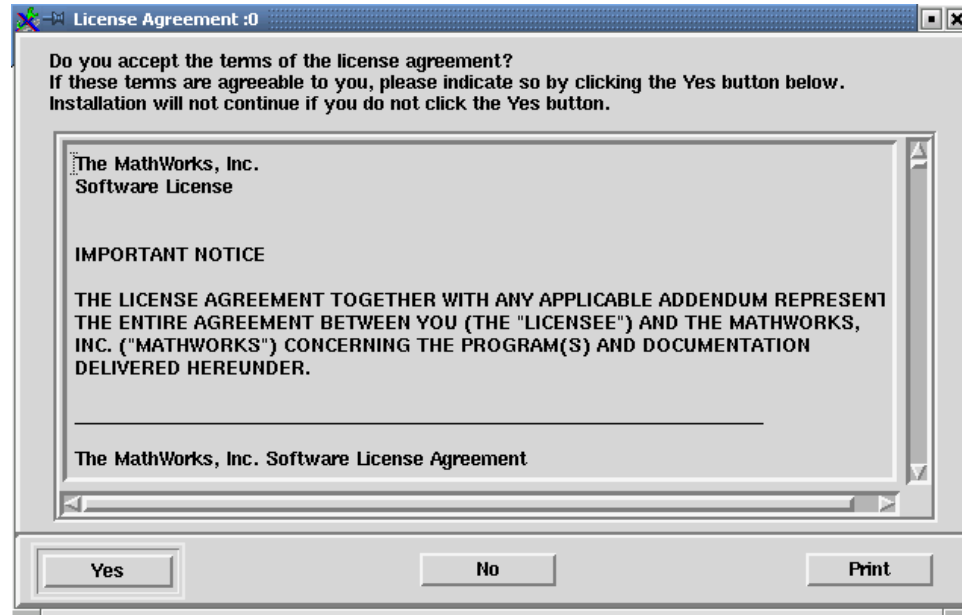 License Agreement :0
Do you accept the terms of the license agreement?
If these terms are agreeable to you, please indicate so by clicking the Yes button below.
Installation will not continue if you do not click the Yes button.
The MathWorks, Inc.
Software License
IMPORTANT NOTICE
THE LICENSE AGREEMENT TOGETHER WITH ANY APPLICABLE ADDENDUM REPRESENT
THE ENTIRE AGREEMENT BETWEEN YOU (THE "LICENSEE") AND THE MATHWORKS,
INC. ("MATHWORKS") CONCERNING THE PROGRAM(S) AND DOCUMENTATION
DELIVERED HEREUNDER.
The MathWorks, Inc. Software License Agreement
Yes
No
Print